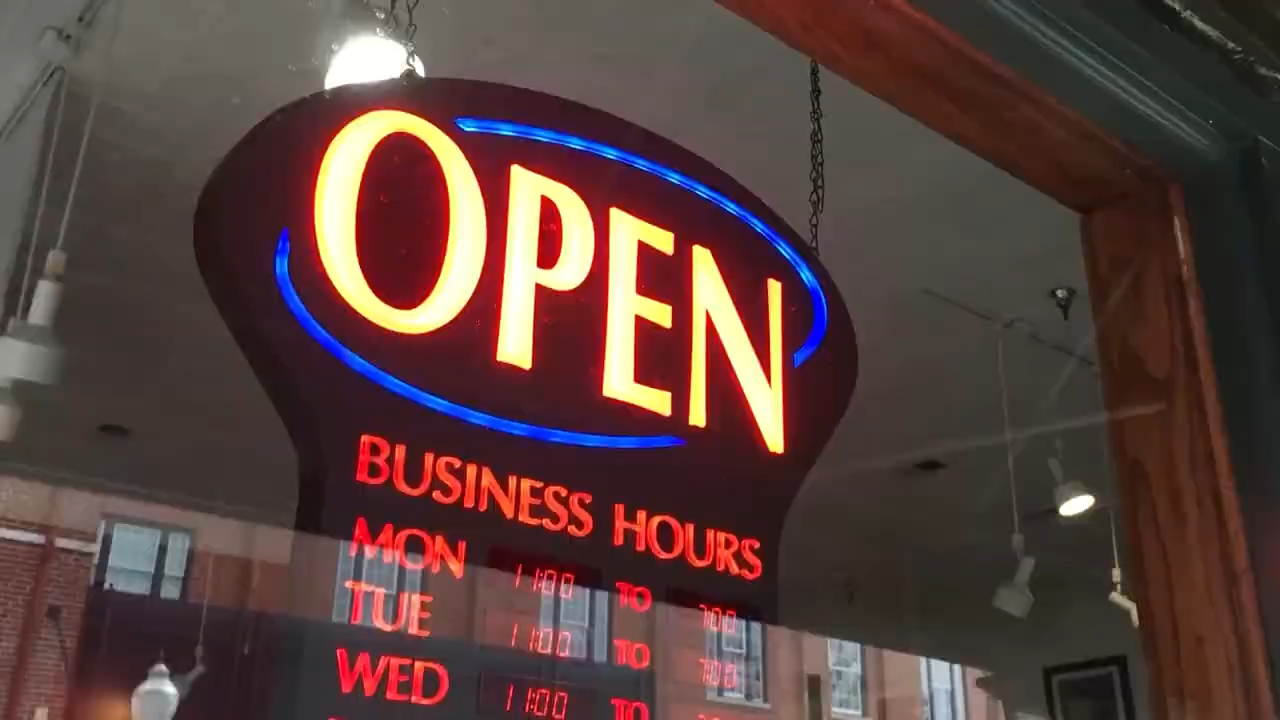 OPEN
BUSINESS HOURS
MON 11:00 TO 7:00
TUE 11:00 TO 7:00
WED 11:00 TO